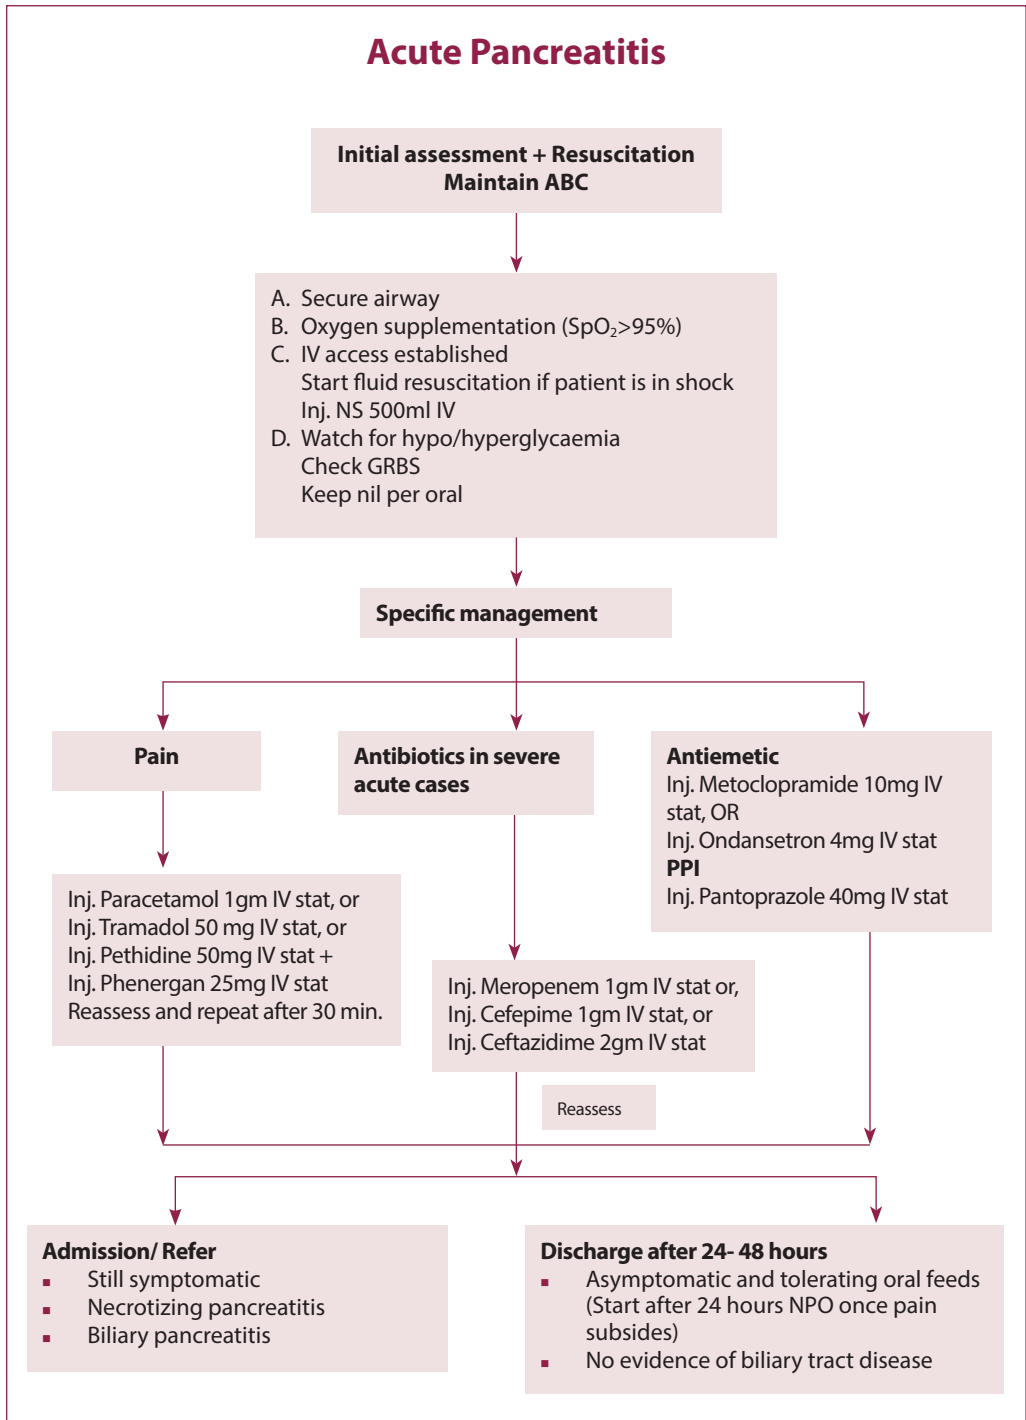 Acute Pancreatitis
Initial assessment + Resuscitation
Maintain ABC
A. Secure airway
B. Oxygen supplementation (SpO₂>95%)
C. IV access established
Start fluid resuscitation if patient is in shock
Inj. NS 500ml IV
D. Watch for hypo/hyperglycaemia
Check GRBS
Keep nil per oral
Specific management
Pain
Inj. Paracetamol 1gm IV stat, or
Inj. Tramadol 50 mg IV stat, or
Inj. Pethidine 50mg IV stat +
Inj. Phenergan 25mg IV stat
Reassess and repeat after 30 min.
Antibiotics in severe
acute cases
Inj. Meropenem 1gm IV stat or,
Inj. Cefepime 1gm IV stat, or
Inj. Ceftazidime 2gm IV stat
Antiemetic
Inj. Metoclopramide 10mg IV
stat, OR
Inj. Ondansetron 4mg IV stat
PPI
Inj. Pantoprazole 40mg IV stat
Reassess
Admission/ Refer
▪ Still symptomatic
▪ Necrotizing pancreatitis
▪ Biliary pancreatitis
Discharge after 24- 48 hours
▪ Asymptomatic and tolerating oral feeds
(Start after 24 hours NPO once pain
subsides)
▪ No evidence of biliary tract disease